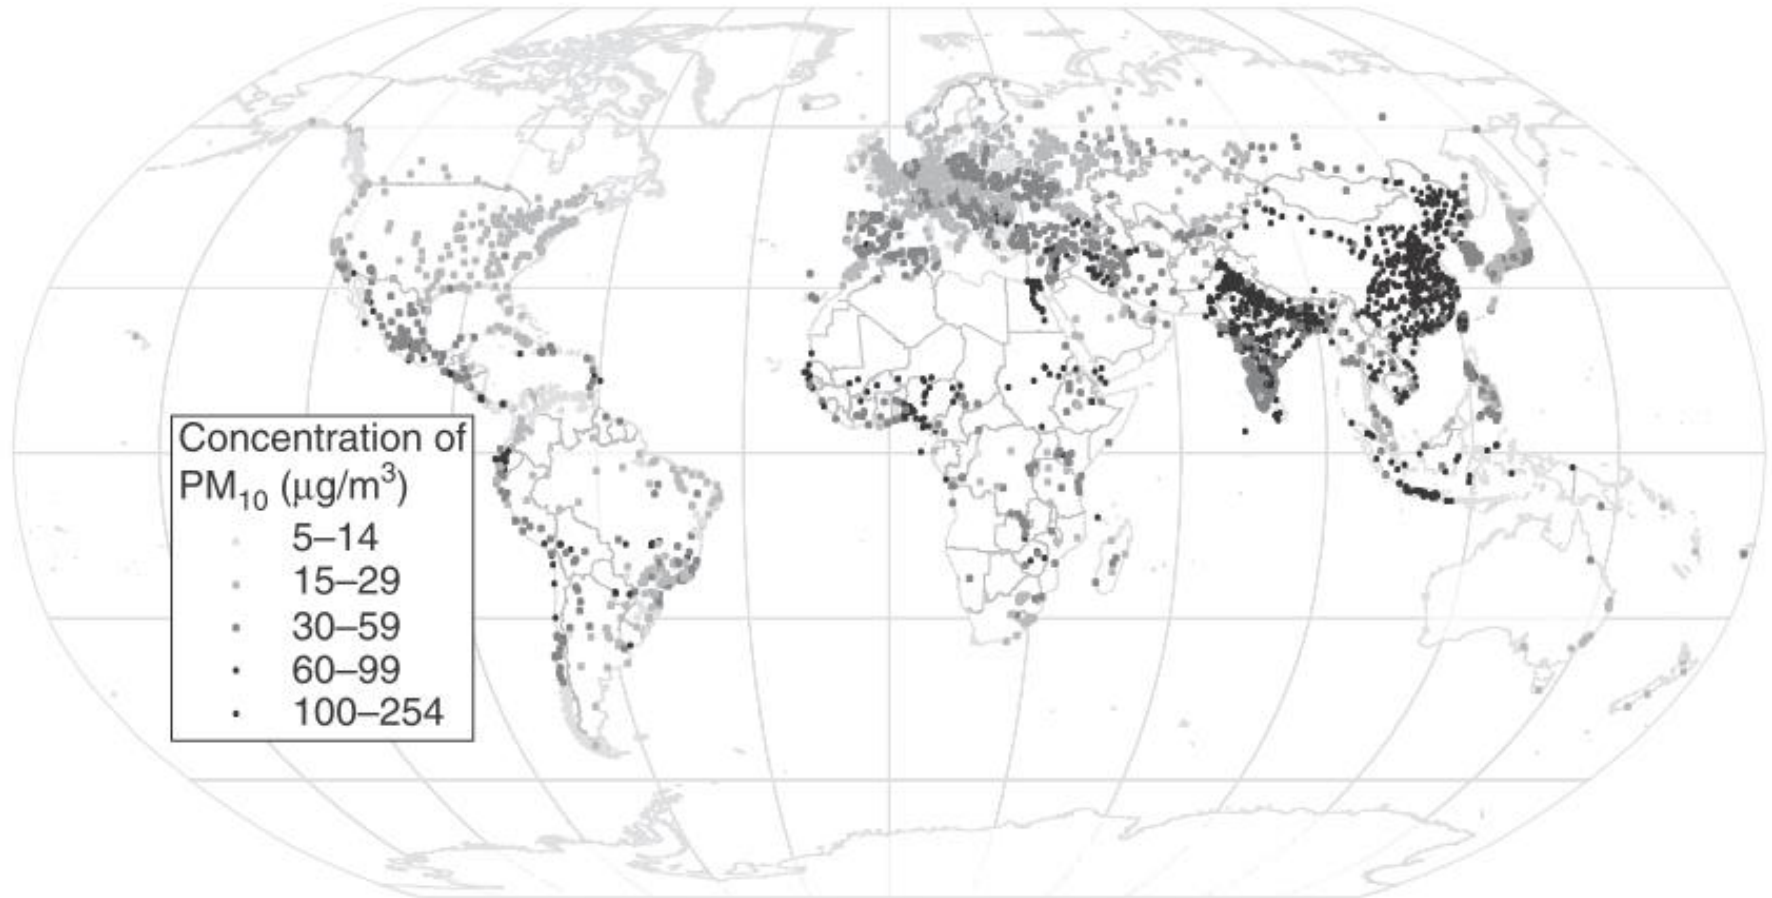 Concentration of
PM₁₀ (μg/m³)
5–14
15–29
30–59
60–99
100–254